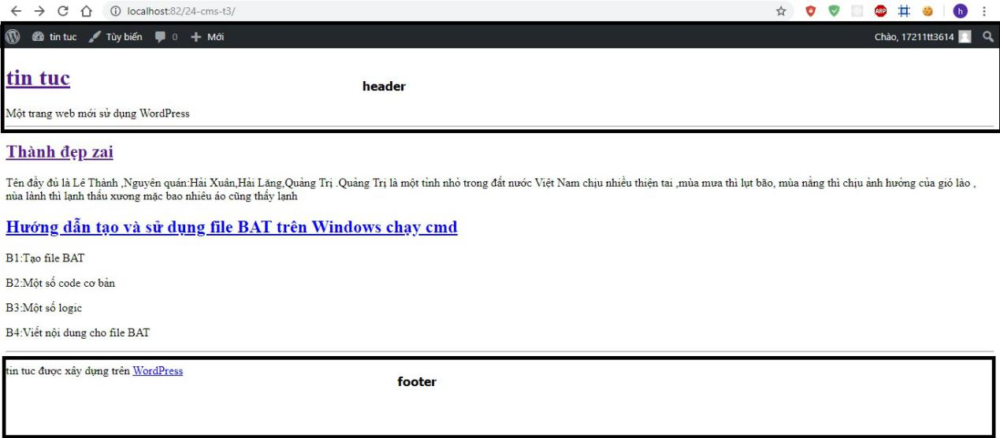 localhost:82/24-cms-t3/
ABP
h
tin tuc Tùy biến 0 Mới Chào, 17211tt3614
tin tuc
header
Một trang web mới sử dụng WordPress
Thành đẹp zai
Tên đầy đủ là Lê Thành ,Nguyên quán:Hải Xuân,Hải Lăng,Quảng Trị .Quảng Trị là một tỉnh nhỏ trong đất nước Việt Nam chịu nhiều thiện tai ,mùa mưa thì lụt bão, mùa nắng thì chịu ảnh hưởng của gió lào ,
nùa lành thì lạnh thấu xương mặc bao nhiêu áo cũng thấy lạnh
Hướng dẫn tạo và sử dụng file BAT trên Windows chạy cmd
B1:Tạo file BAT
B2:Một số code cơ bản
B3:Một số logic
B4:Viết nội dung cho file BAT
tin tuc được xây dựng trên WordPress
footer